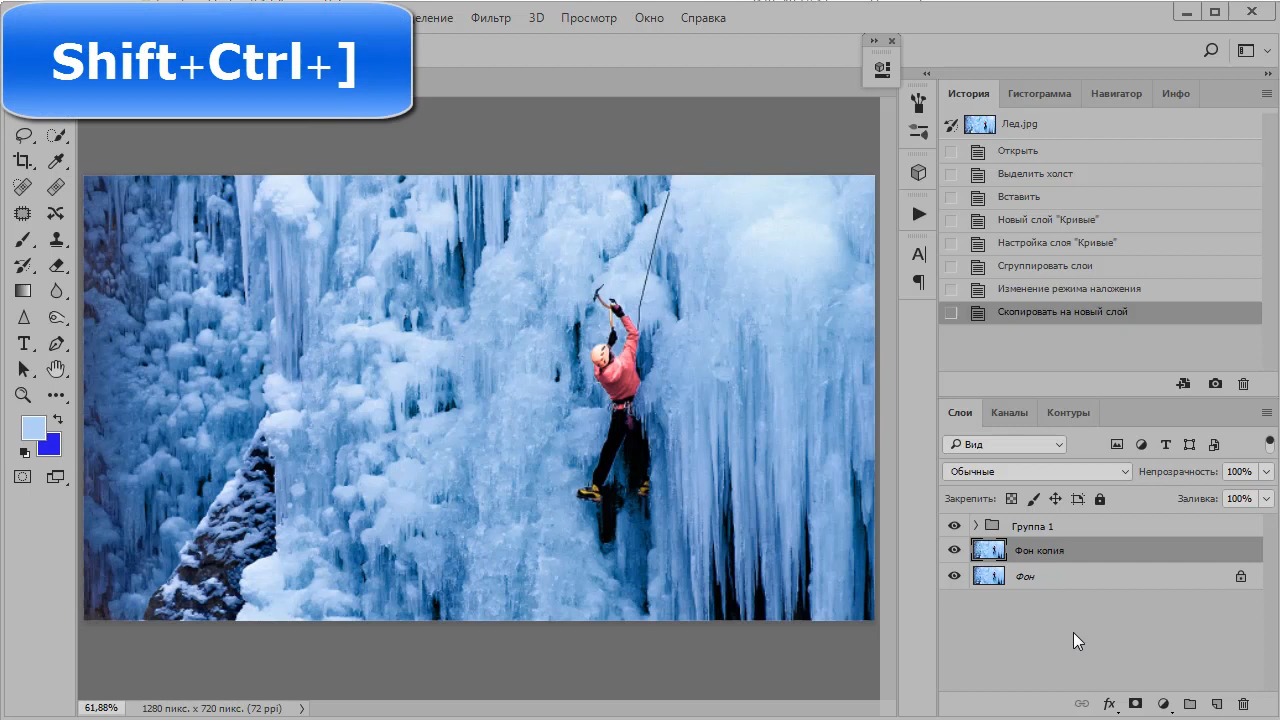 Shift+Ctrl+]
Фильтр
3D
Просмотр
Окно
Справка
История
Гистограмма
Навигатор
Инфо
Лед.jpg
Открыть
Выделить холст
Вставить
Новый слой "Кривые"
Настройка слоя "Кривые"
Сгруппировать слои
Изменение режима наложения
Скопировать на новый слой
Слои
Каналы
Контуры
Вид
Обычные
Непрозрачность: 100%
Закрепить:
Заливка: 100%
Группа 1
Фон копия
Фон
61,88%
1280 пикс. x 720 пикс. (72 ppi)